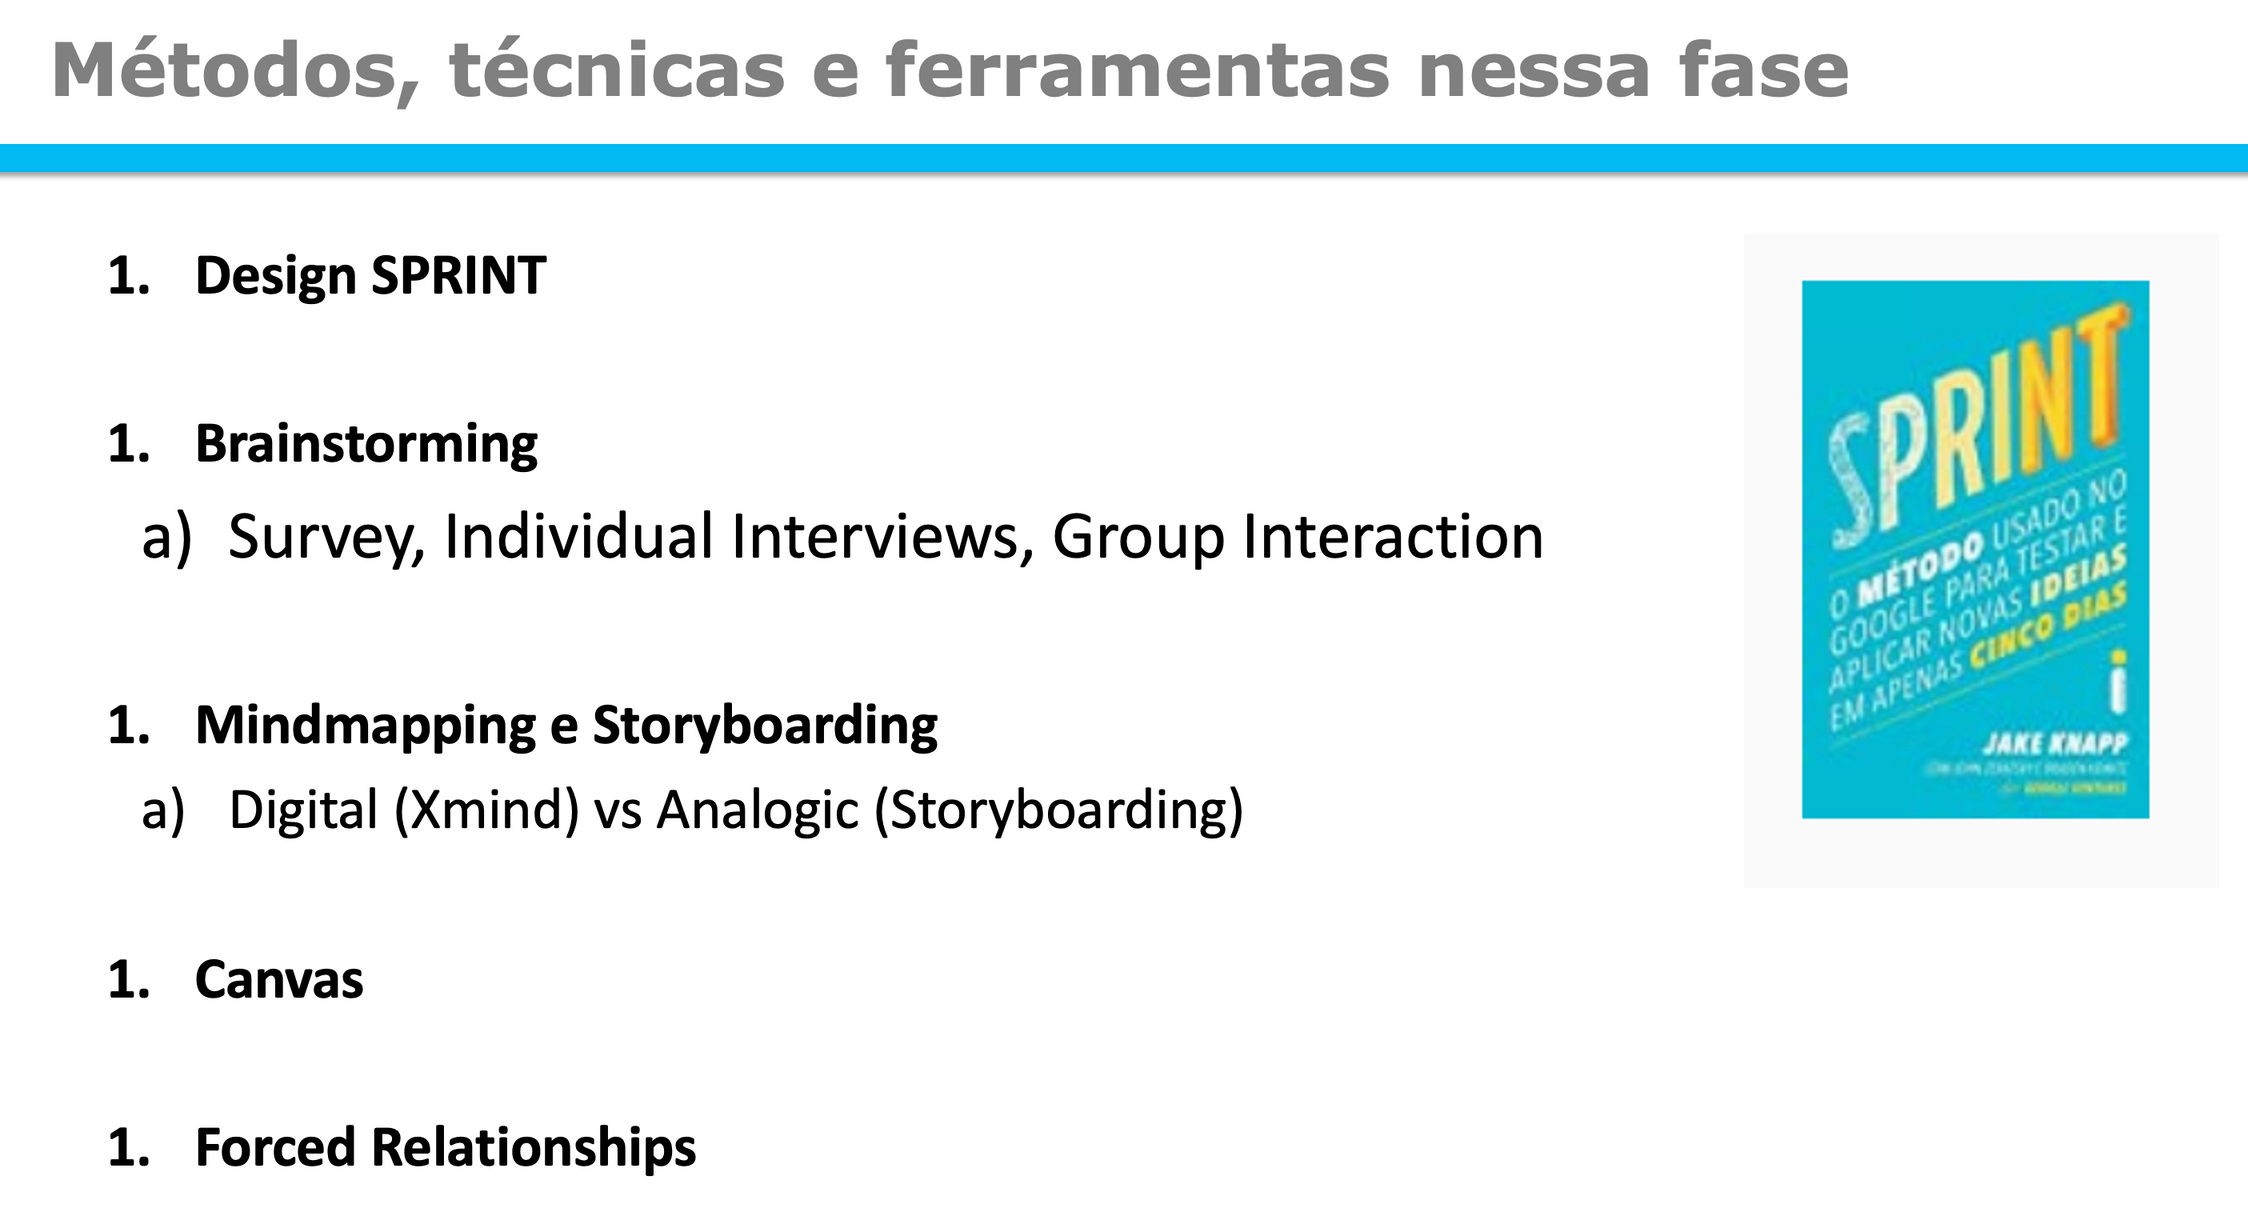 Métodos, técnicas e ferramentas nessa fase
1. Design SPRINT
1. Brainstorming
a) Survey, Individual Interviews, Group Interaction
1. Mindmapping e Storyboarding
a) Digital (Xmind) vs Analogic (Storyboarding)
1. Canvas
1. Forced Relationships
SPRINT
O MÉTODO USADO NO
GOOGLE PARA TESTAR E
APLICAR NOVAS IDEIAS
EM APENAS CINCO DIAS
i
JAKE KNAPP